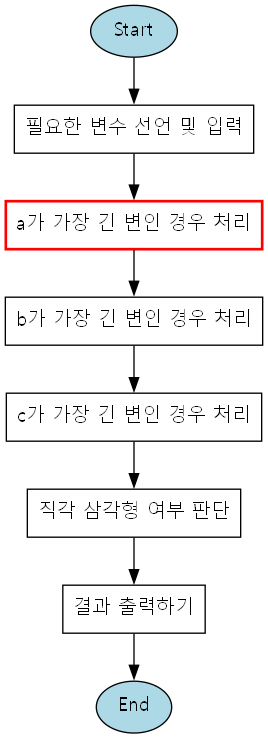 Start
필요한 변수 선언 및 입력
a가 가장 긴 변인 경우 처리
b가 가장 긴 변인 경우 처리
c가 가장 긴 변인 경우 처리
직각 삼각형 여부 판단
결과 출력하기
End